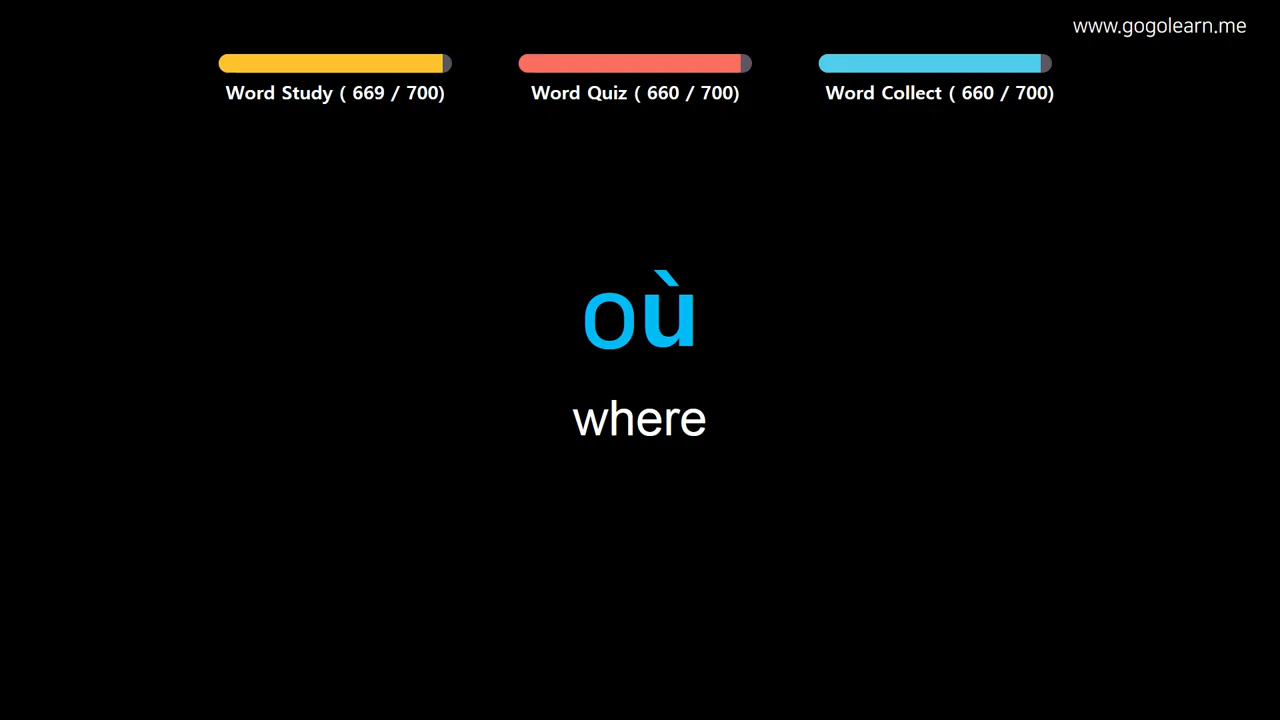 www.gogolearn.me
Word Study ( 669 / 700)
Word Quiz ( 660 / 700)
Word Collect ( 660 / 700)
où
where